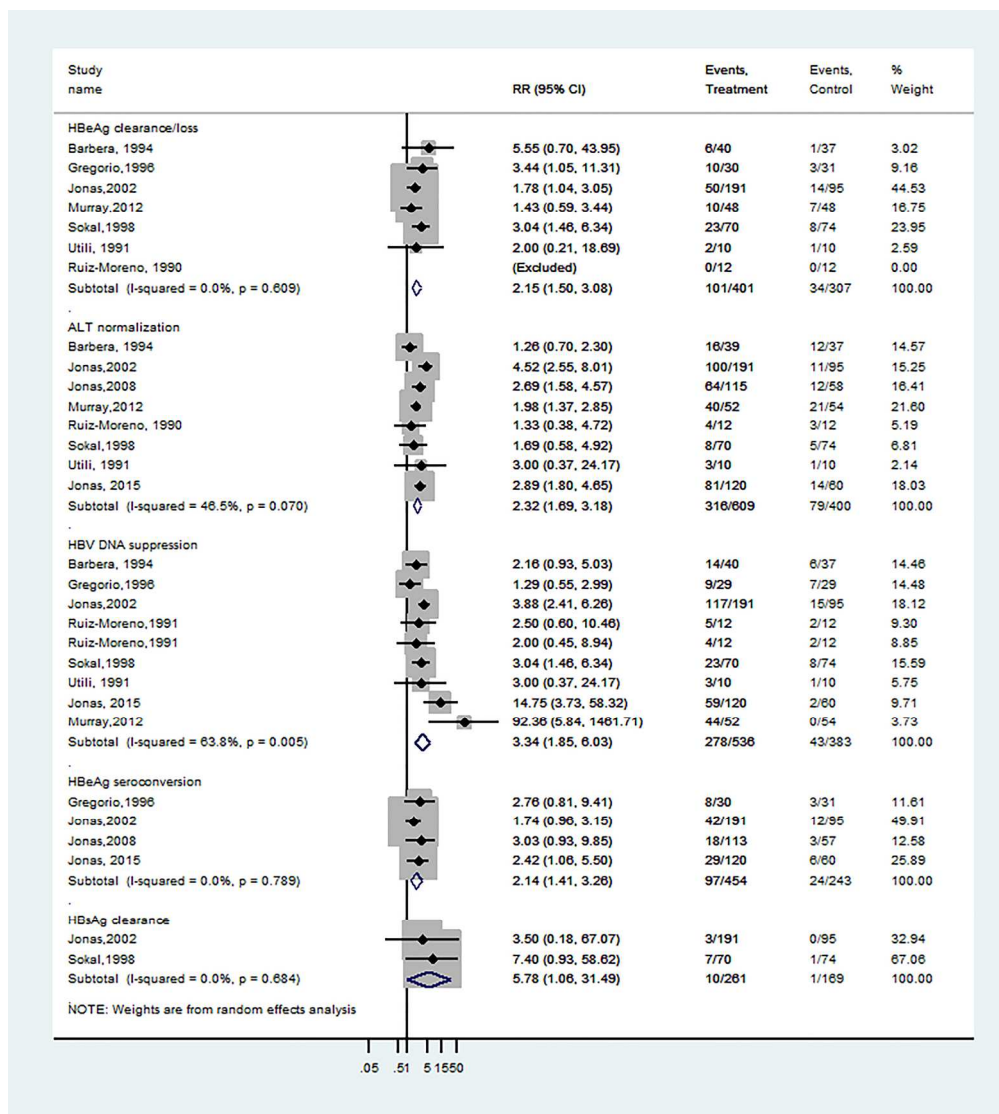 Study Events, Events, %
name RR (95% CI) Treatment Control Weight
HBeAg clearance/loss
Barbera, 1994 5.55 (0.70, 43.95) 6/40 1/37 3.02
Gregorio,1996 3.44 (1.05, 11.31) 10/30 3/31 9.16
Jonas,2002 1.78 (1.04, 3.05) 50/191 14/95 44.53
Murray.2012 1.43 (0.59, 3.44) 10/48 7/48 16.75
Sokal,1998 3.04 (1.46, 6.34) 23/70 8/74 23.95
Utili, 1991 2.00 (0.21, 18.69) 2/10 1/10 2.59
Ruiz-Moreno, 1990 (Excluded) 0/12 0/12 0.00
Subtotal (I-squared = 0.0%, p = 0.609) 2.15 (1.50, 3.08) 101/401 34/307 100.00
.
ALT normalization
Barbera, 1994 1.26 (0.70, 2.30) 16/39 12/37 14.57
Jonas,2002 4.52 (2.55, 8.01) 100/191 11/95 15.25
Jonas,2008 2.69 (1.58, 4.57) 64/115 12/58 16.41
Murray,2012 1.98 (1.37, 2.85) 40/52 21/54 21.60
Ruiz-Moreno, 1990 1.33 (0.38, 4.72) 4/12 3/12 5.19
Sokal,1998 1.69 (0.58, 4.92) 8/70 5/74 6.81
Utili, 1991 3.00 (0.37, 24.17) 3/10 1/10 2.14
Jonas, 2015 2.89 (1.80, 4.65) 81/120 14/60 18.03
Subtotal (I-squared = 46.5%, p = 0.070) 2.32 (1.69, 3.18) 316/609 79/400 100.00
.
HBV DNA suppression
Barbera, 1994 2.16 (0.93, 5.03) 14/40 6/37 14.46
Gregorio,1996 1.29 (0.55, 2.99) 9/29 7/29 14.48
Jonas,2002 3.88 (2.41, 6.26) 117/191 15/95 18.12
Ruiz-Moreno,1991 2.50 (0.60, 10.46) 5/12 2/12 9.30
Ruiz-Moreno,1991 2.00 (0.45, 8.94) 4/12 2/12 8.85
Sokal,1998 3.04 (1.46, 6.34) 23/70 8/74 15.59
Utili, 1991 3.00 (0.37, 24.17) 3/10 1/10 5.75
Jonas, 2015 14.75 (3.73, 58.32) 59/120 2/60 9.71
Murray,2012 92.36 (5.84, 1461.71) 44/52 0/54 3.73
Subtotal (I-squared = 63.8%, p = 0.005) 3.34 (1.85, 6.03) 278/536 43/383 100.00
.
HBeAg seroconversion
Gregorio,1996 2.76 (0.81, 9.41) 8/30 3/31 11.61
Jonas,2002 1.74 (0.96, 3.15) 42/191 12/95 49.91
Jonas,2008 3.03 (0.93, 9.85) 18/113 3/57 12.58
Jonas, 2015 2.42 (1.06, 5.50) 29/120 6/60 25.89
Subtotal (I-squared = 0.0%, p = 0.789) 2.14 (1.41, 3.26) 97/454 24/243 100.00
.
HBsAg clearance
Jonas,2002 3.50 (0.18, 67.07) 3/191 0/95 32.94
Sokal,1998 7.40 (0.93, 58.62) 7/70 1/74 67.06
Subtotal (I-squared = 0.0%, p = 0.684) 5.78 (1.06, 31.49) 10/261 1/169 100.00
.
NOTE: Weights are from random effects analysis
.05 .51 5 1550